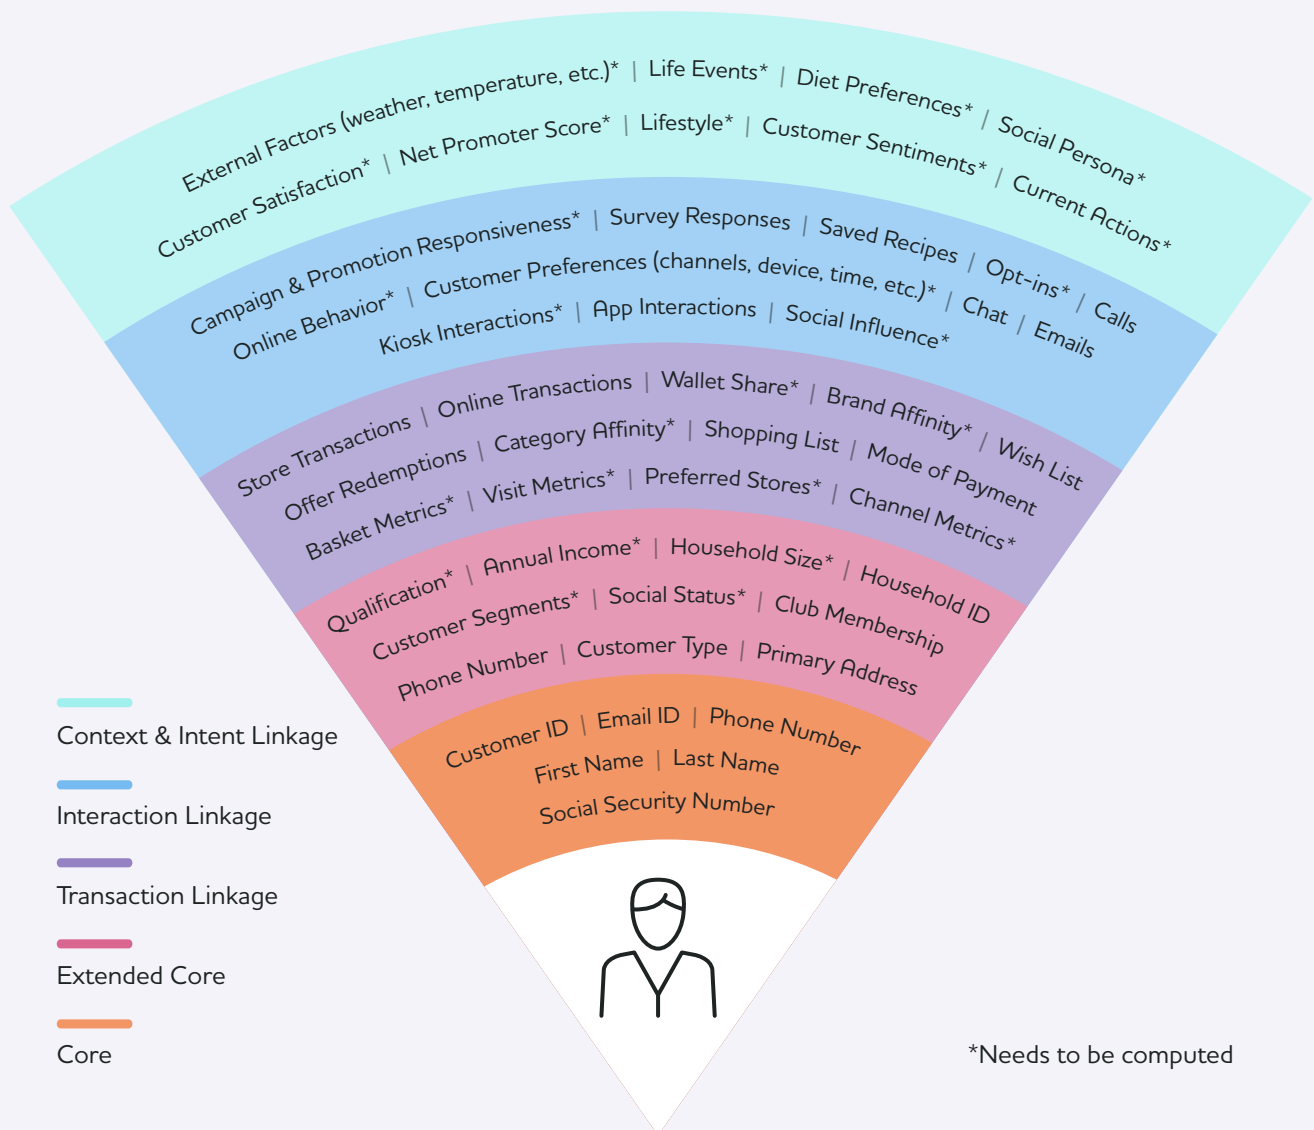 External Factors (weather, temperature, etc.)* | Life Events* | Diet Preferences* | Social Persona*
Customer Satisfaction* | Net Promoter Score* | Lifestyle* | Customer Sentiments* | Current Actions*
Campaign & Promotion Responsiveness* | Survey Responses | Saved Recipes | Opt-ins* | Calls
Online Behavior* | Customer Preferences (channels, device, time, etc.)* | Chat | Emails
Kiosk Interactions* | App Interactions | Social Influence*
Store Transactions | Online Transactions | Wallet Share* | Brand Affinity* | Wish List
Offer Redemptions | Category Affinity* | Shopping List | Mode of Payment
Basket Metrics* | Visit Metrics* | Preferred Stores* | Channel Metrics*
Qualification* | Annual Income* | Household Size* | Household ID
Customer Segments* | Social Status* | Club Membership
Phone Number | Customer Type | Primary Address
Customer ID | Email ID | Phone Number
First Name | Last Name
Social Security Number
Context & Intent Linkage
Interaction Linkage
Transaction Linkage
Extended Core
Core
*Needs to be computed